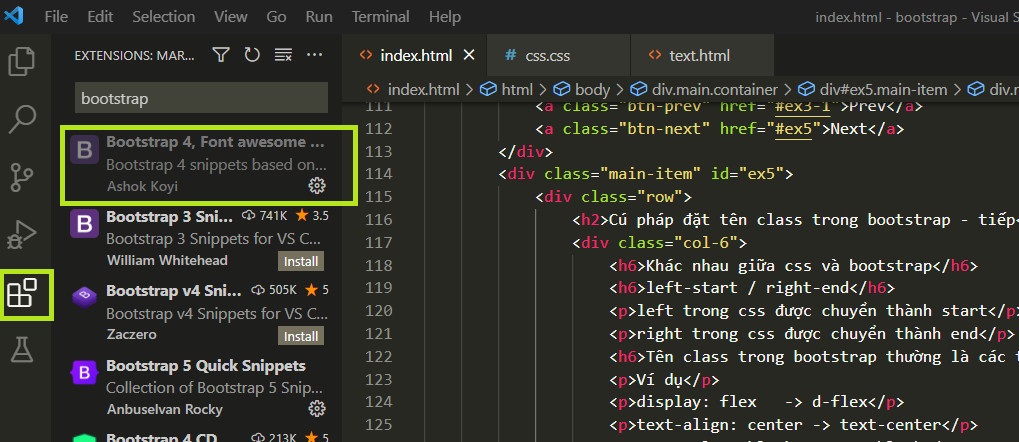 File Edit Selection View Go Run Terminal Help
index.html - bootstrap - Visual S
EXTENSIONS: MAR...
bootstrap
Bootstrap 4, Font awesome ...
Bootstrap 4 snippets based on...
Ashok Koyi
Bootstrap 3 Sni... 741K 3.5
Bootstrap 3 Snippets for VS C...
William Whitehead
Install
Bootstrap v4 Sni... 505K 5
Bootstrap v4 Snippets for VS C...
Zaczero
Install
Bootstrap 5 Quick Snippets
Collection of Bootstrap 5 Snip...
Anbuselvan Rocky
Bootstrap 4 CD 213K 5
index.html css.css text.html
index.html > html > body > div.main.container > div#ex5.main-item > div.r
111 <a class="btn-prev" href="#ex3-1">Prev</a>
112 <a class="btn-next" href="#ex5">Next</a>
113 </div>
114 <div class="main-item" id="ex5">
115 <div class="row">
116 <h2>Cú pháp đặt tên class trong bootstrap - tiếp<
117 <div class="col-6">
118 <h6>Khác nhau giữa css và bootstrap</h6>
119 <h6>left-start / right-end</h6>
120 <p>left trong css được chuyển thành start</p
121 <p>right trong css được chuyển thành end</p>
122 <h6>Tên class trong bootstrap thường là các t
123 <p>Ví dụ</p>
124 <p>display: flex -> d-flex</p>
125 <p>text-align: center -> text-center</p>